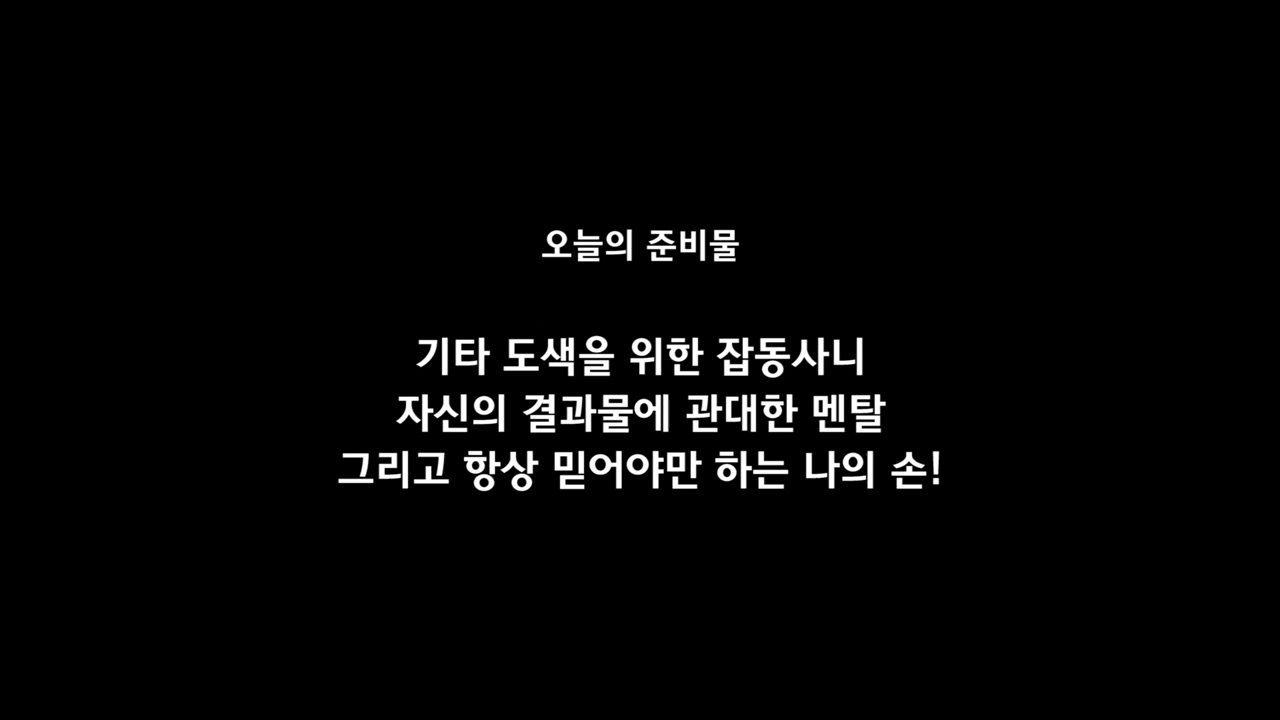 오늘의 준비물
기타 도색을 위한 잡동사니
자신의 결과물에 관대한 멘탈
그리고 항상 믿어야만 하는 나의 손!